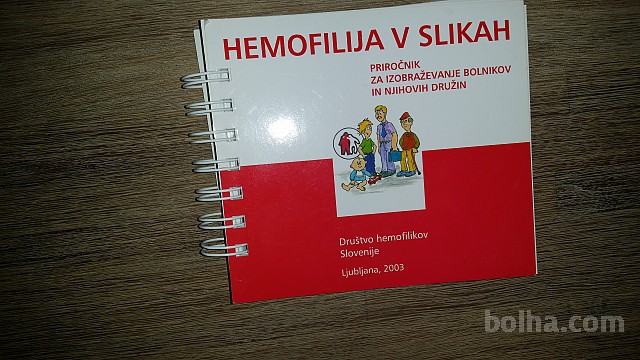 HEMOFILIJA V SLIKAH
PRIROČNIK
ZA IZOBRAŽEVANJE BOLNIKOV
IN NJIHOVIH DRUŽIN
Društvo hemofilikov
Slovenije
Ljubljana, 2003
bolha.com